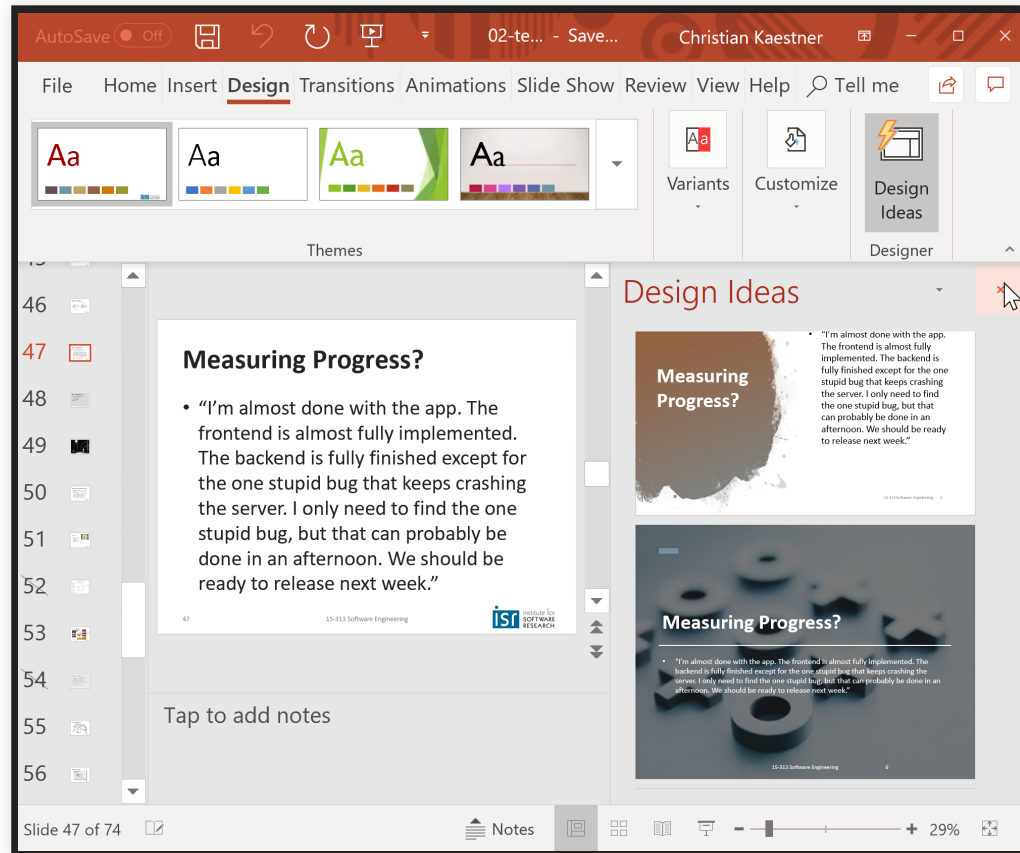 AutoSave Off 02-te... - Save... Christian Kaestner
File Home Insert Design Transitions Animations Slide Show Review View Help Tell me
Aa Aa Aa Aa
Aa
Variants Customize Design
Ideas
Themes Designer
46
47
48
49
50
51
52
53
54
55
56
Measuring Progress?
• “I’m almost done with the app. The
frontend is almost fully implemented.
The backend is fully finished except for
the one stupid bug that keeps crashing
the server. I only need to find the one
stupid bug, but that can probably be
done in an afternoon. We should be
ready to release next week.”
47 15-313 Software Engineering
isr institute for
SOFTWARE
RESEARCH
Tap to add notes
Design Ideas
Measuring
Progress?
• “I’m almost done with the app.
The frontend is almost fully
implemented. The backend is
fully finished except for the one
stupid bug that keeps crashing
the server. I only need to find
the one stupid bug, but that
can probably be done in an
afternoon. We should be ready
to release next week.”
15-313 Software Engineering 5
Measuring Progress?
• “I’m almost done with the app. The frontend is almost fully implemented. The
backend is fully finished except for the one stupid bug that keeps crashing the
server. I only need to find the one stupid bug, but that can probably be done in an
afternoon. We should be ready to release next week.”
15-313 Software Engineering 6
Slide 47 of 74 Notes 29%